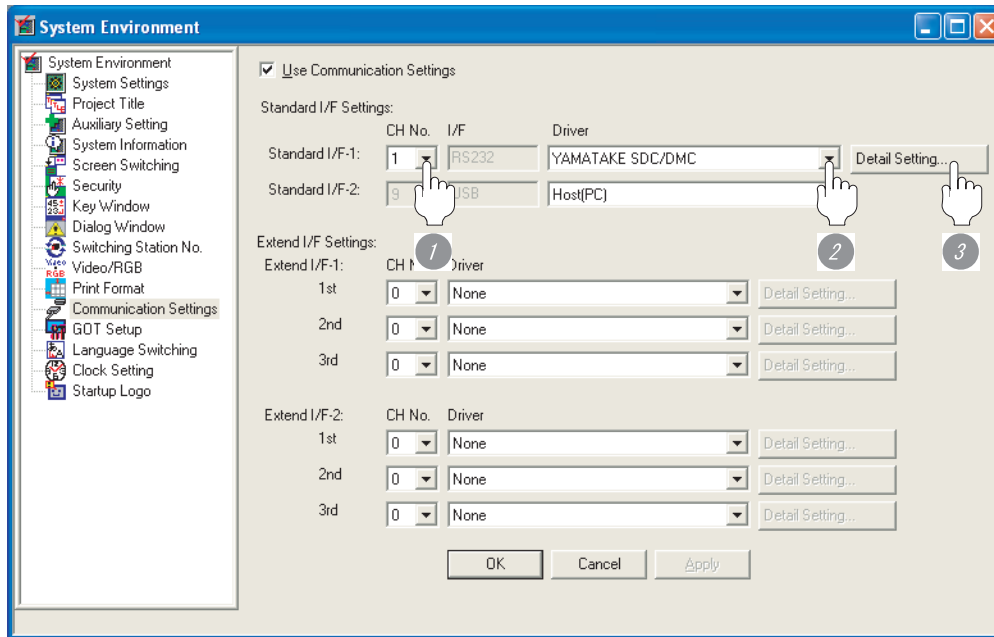 System Environment
System Environment
System Settings
Project Title
Auxiliary Setting
System Information
Screen Switching
Security
Key Window
Dialog Window
Switching Station No.
Video/RGB
Print Format
Communication Settings
GOT Setup
Language Switching
Clock Setting
Startup Logo
Use Communication Settings
Standard I/F Settings:
CH No. I/F Driver
Standard I/F-1: 1 RS232 YAMATAKE SDC/DMC Detail Setting...
Standard I/F-2: 9 USB Host(PC)
1 2 3
Extend I/F Settings:
Extend I/F-1: CH Driver
1st 0 None Detail Setting...
2nd 0 None Detail Setting...
3rd 0 None Detail Setting...
Extend I/F-2: CH No. Driver
1st 0 None Detail Setting...
2nd 0 None Detail Setting...
3rd 0 None Detail Setting...
OK Cancel Apply